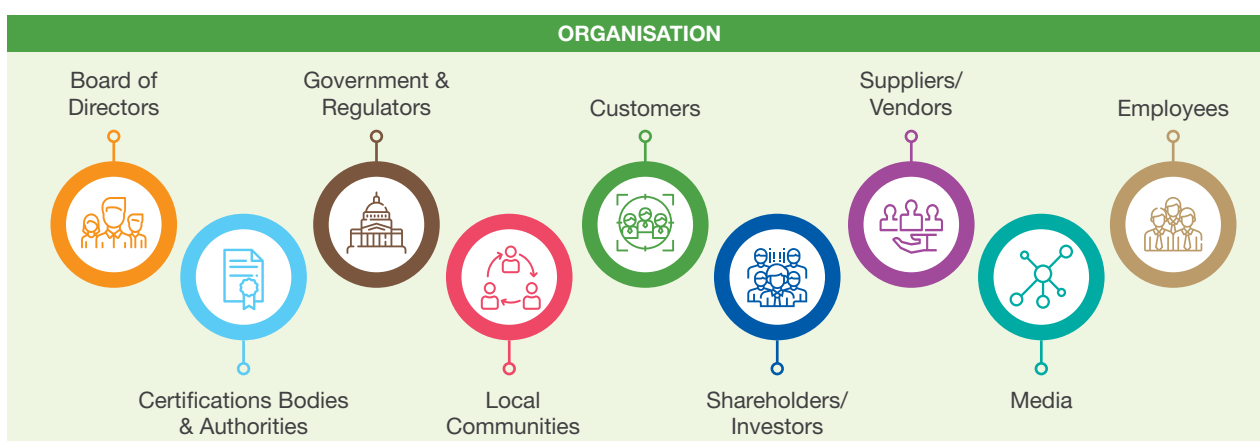 ORGANISATION
Board of
Directors
Government &
Regulators
Customers
Suppliers/
Vendors
Employees
Certifications Bodies
& Authorities
Local
Communities
Shareholders/
Investors
Media